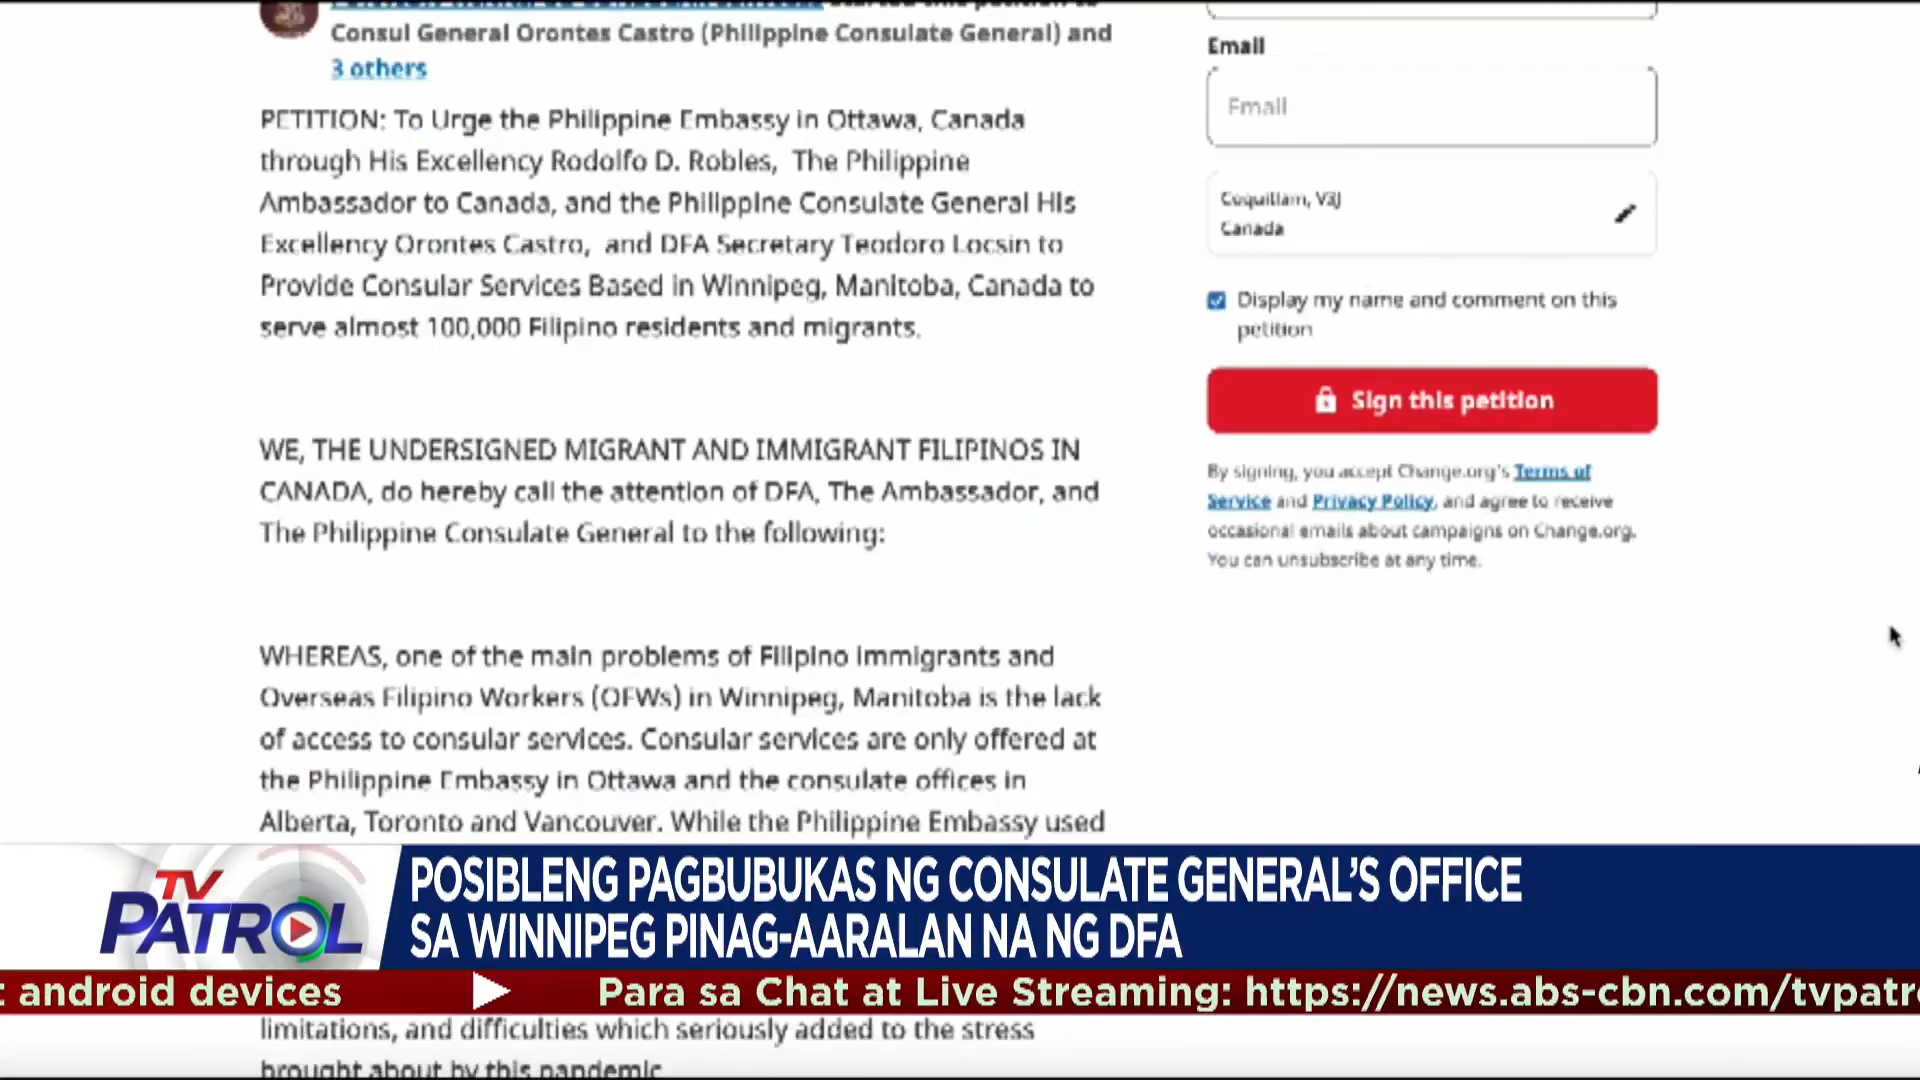 Consul General Orontes Castro (Philippine Consulate General) and
3 others
PETITION: To Urge the Philippine Embassy in Ottawa, Canada
through His Excellency Rodolfo D. Robles, The Philippine
Ambassador to Canada, and the Philippine Consulate General His
Excellency Orontes Castro, and DFA Secretary Teodoro Locsin to
Provide Consular Services Based in Winnipeg, Manitoba, Canada to
serve almost 100,000 Filipino residents and migrants.
WE, THE UNDERSIGNED MIGRANT AND IMMIGRANT FILIPINOS IN
CANADA, do hereby call the attention of DFA, The Ambassador, and
The Philippine Consulate General to the following:
WHEREAS, one of the main problems of Filipino immigrants and
Overseas Filipino Workers (OFWs) in Winnipeg, Manitoba is the lack
of access to consular services. Consular services are only offered at
the Philippine Embassy in Ottawa and the consulate offices in
Alberta, Toronto and Vancouver. While the Philippine Embassy used
Email
Email
Coquitlam, V3J
Canada
Display my name and comment on this
petition
Sign this petition
By signing, you accept Change.org's Terms of
Service and Privacy Policy, and agree to receive
occasional emails about campaigns on Change.org.
You can unsubscribe at any time.
TV
PATROL
POSIBLENG PAGBUBUKAS NG CONSULATE GENERAL'S OFFICE
SA WINNIPEG PINAG-AARALAN NA NG DFA
android devices Para sa Chat at Live Streaming: https://news.abs-cbn.com/tvpatr
limitations, and difficulties which seriously added to the stress
brought about by this pandemic